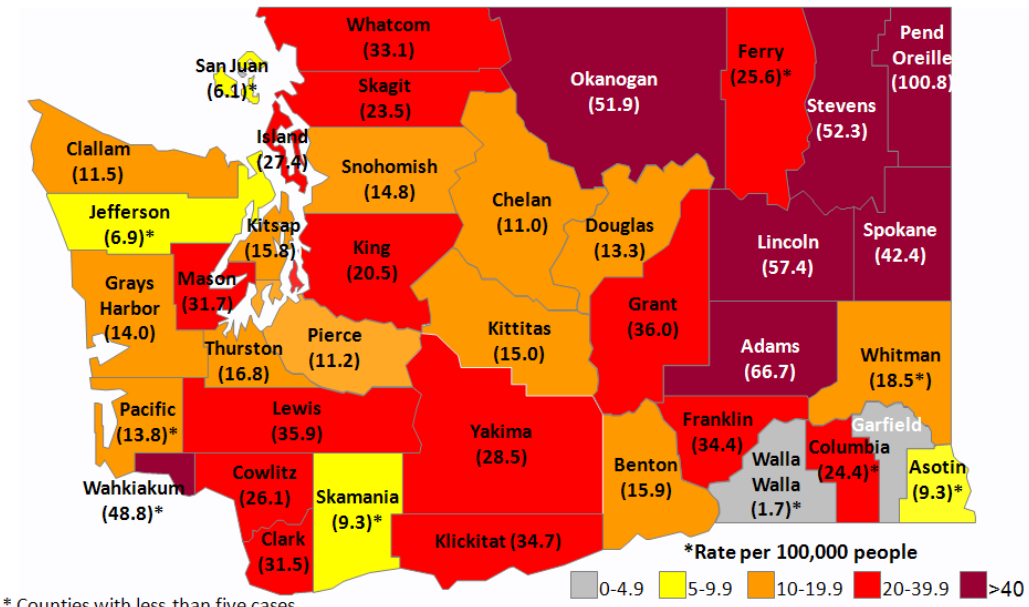 Whatcom
(33.1)
San Juan
(6.1)*
Skagit
(23.5)
Island
(27.4)
Okanogan
(51.9)
Ferry
(25.6)*
Stevens
(52.3)
Pend
Oreille
(100.8)
Clallam
(11.5)
Snohomish
(14.8)
Jefferson
(6.9)*
Kitsap
(15.8)
Chelan
(11.0)
Douglas
(13.3)
Lincoln
(57.4)
Spokane
(42.4)
King
(20.5)
Mason
(31.7)
Grays
Harbor
(14.0)
Grant
(36.0)
Kittitas
(15.0)
Pierce
(11.2)
Thurston
(16.8)
Adams
(66.7)
Whitman
(18.5*)
Pacific
(13.8)*
Lewis
(35.9)
Yakima
(28.5)
Franklin
(34.4)
Garfield
Columbia
(24.4)*
Walla
Walla
(1.7)*
Benton
(15.9)
Asotin
(9.3)*
Wahkiakum
(48.8)*
Cowlitz
(26.1)
Skamania
(9.3)*
Clark
(31.5)
Klickitat (34.7)
*Rate per 100,000 people
0-4.9 5-9.9 10-19.9 20-39.9 >40
* Counties with less than five cases